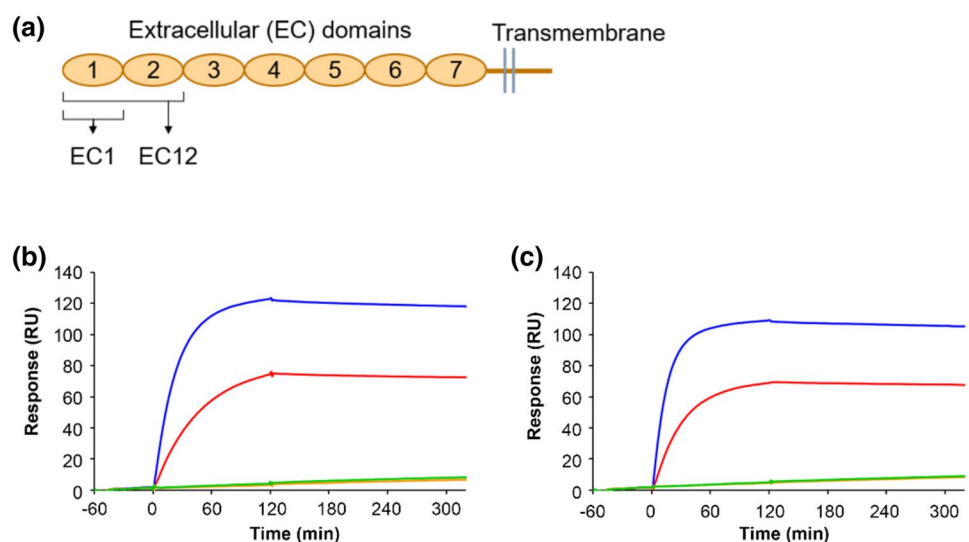 (a)
Extracellular (EC) domains
Transmembrane
1 2 3 4 5 6 7
EC1 EC12
(b)
140
120
100
80
60
40
20
0
Response (RU)
-60 0 60 120 180 240 300
Time (min)
(c)
140
120
100
80
60
40
20
0
Response (RU)
-60 0 60 120 180 240 300
Time (min)